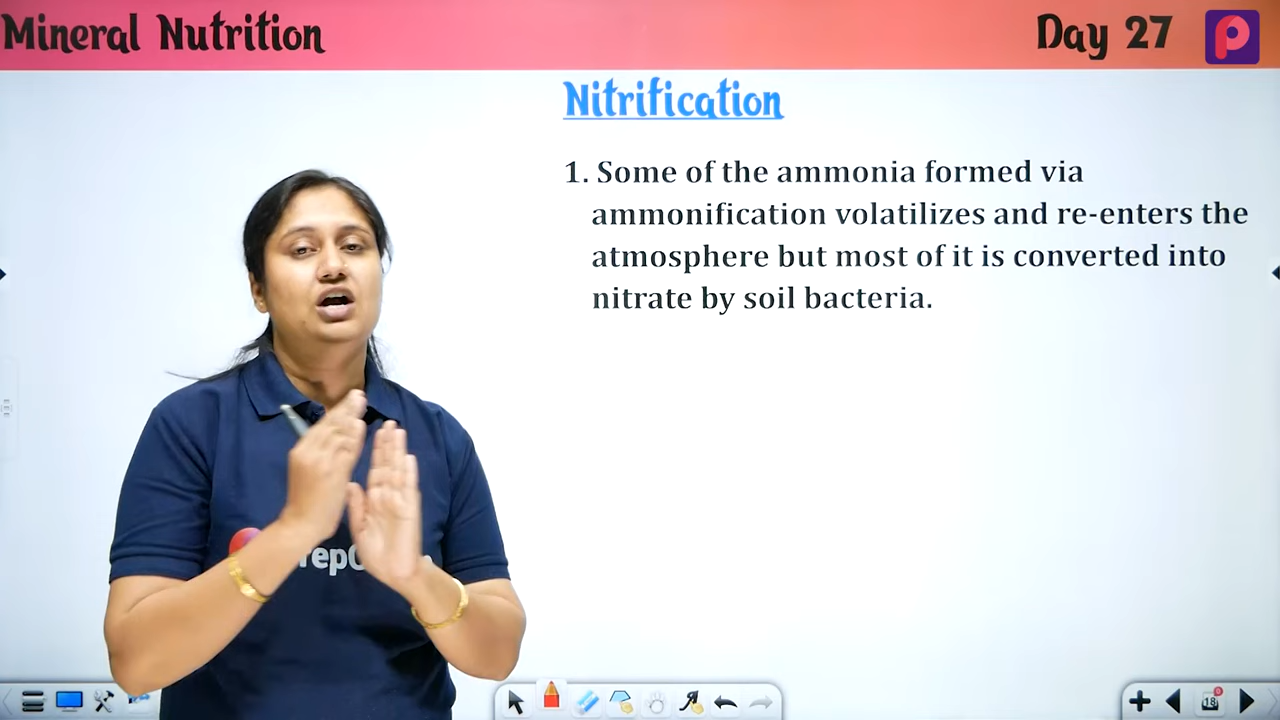 Mineral Nutrition
Day 27
Nitrification
1. Some of the ammonia formed via
ammonification volatilizes and re-enters the
atmosphere but most of it is converted into
nitrate by soil bacteria.
18